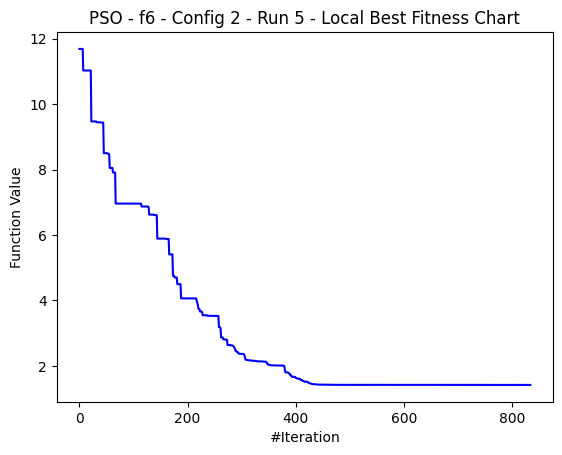 PSO - f6 - Config 2 - Run 5 - Local Best Fitness Chart
12
10
8
6
4
2
Function Value
0 200 400 600 800
#Iteration